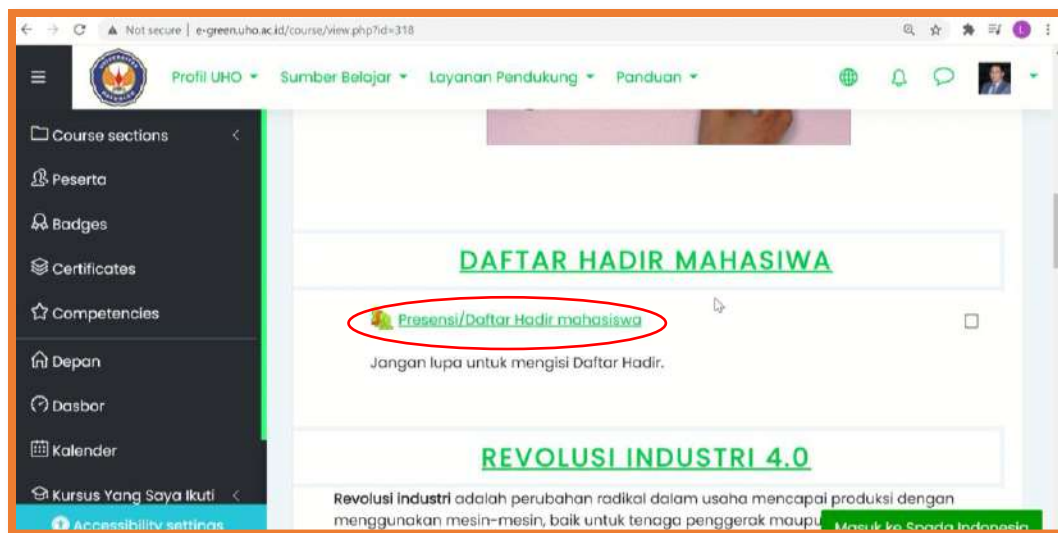 Not secure | e-green.uho.ac.id/course/view.php?id=318
L
Profil UHO Sumber Belajar Layanan Pendukung Panduan
Course sections
Peserta
Badges
Certificates
Competencies
Depan
Dasbor
Kalender
Kursus Yang Saya Ikuti
Accessibility settings
DAFTAR HADIR MAHASIWA
Presensi/Daftar Hadir mahasiswa
Jangan lupa untuk mengisi Daftar Hadir.
REVOLUSI INDUSTRI 4.0
Revolusi industri adalah perubahan radikal dalam usaha mencapai produksi dengan
menggunakan mesin-mesin, baik untuk tenaga penggerak maupu
Masuk ke Spada Indonesia